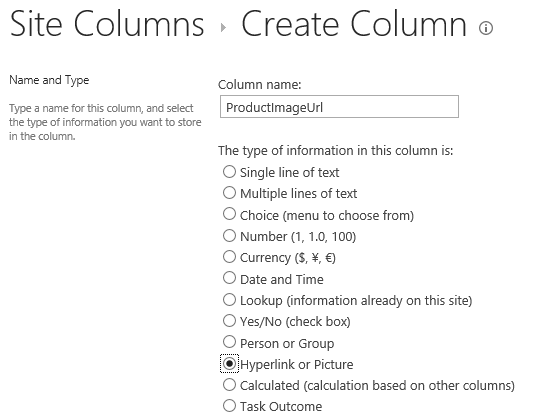 Site Columns ▸ Create Column
Name and Type
Type a name for this column, and select
the type of information you want to store
in the column.
Column name:
ProductImageUrl
The type of information in this column is:
Single line of text
Multiple lines of text
Choice (menu to choose from)
Number (1, 1.0, 100)
Currency ($, ¥, €)
Date and Time
Lookup (information already on this site)
Yes/No (check box)
Person or Group
Hyperlink or Picture
Calculated (calculation based on other columns)
Task Outcome